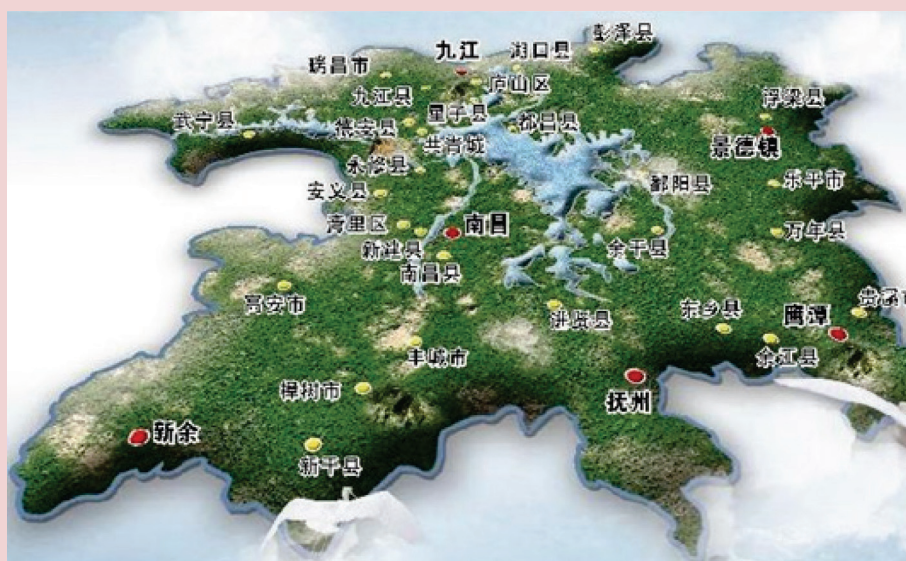 彭泽县
九江
湖口县
瑞昌市
庐山区
九江县
浮梁县
星子县
武宁县
德安县
都昌县
共青城
景德镇
永修县
鄱阳县
乐平市
安义县
湾里区
南昌
万年县
新建县
余干县
南昌县
高安市
进贤县
东乡县
贵溪市
鹰潭
丰城市
余江县
樟树市
抚州
新余
新干县